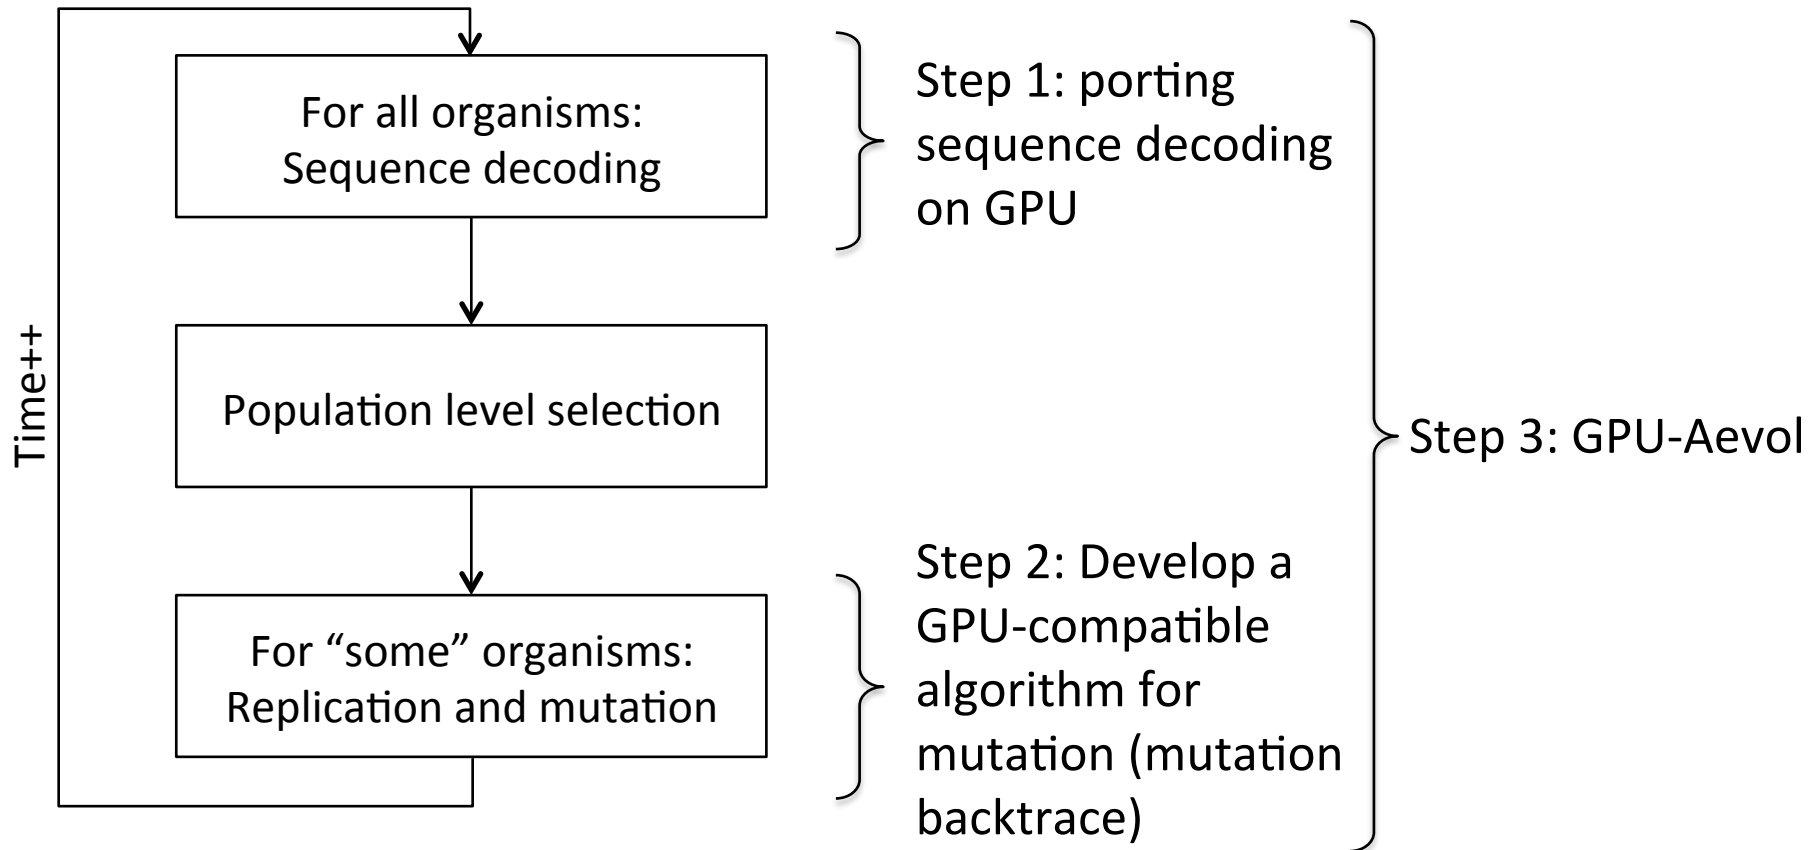 For all organisms:
Sequence decoding
Step 1: porting
sequence decoding
on GPU
Time++
Population level selection
Step 3: GPU-Aevol
For “some” organisms:
Replication and mutation
Step 2: Develop a
GPU-compatible
algorithm for
mutation (mutation
backtrace)